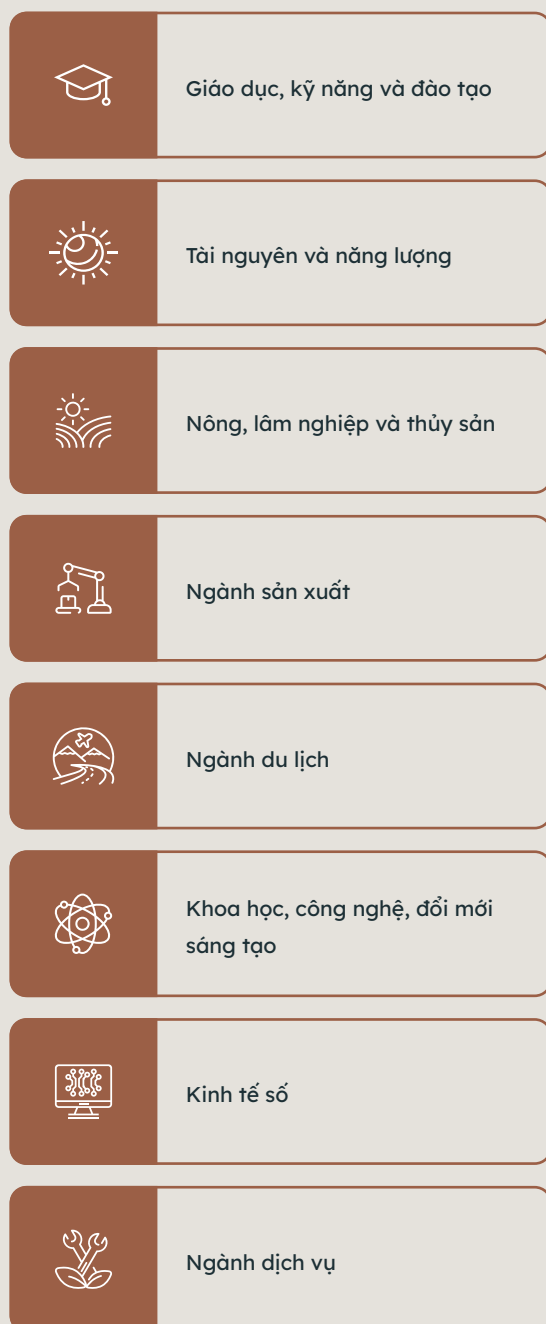 Giáo dục, kỹ năng và đào tạo
Tài nguyên và năng lượng
Nông, lâm nghiệp và thủy sản
Ngành sản xuất
Ngành du lịch
Khoa học, công nghệ, đổi mới
sáng tạo
Kinh tế số
Ngành dịch vụ